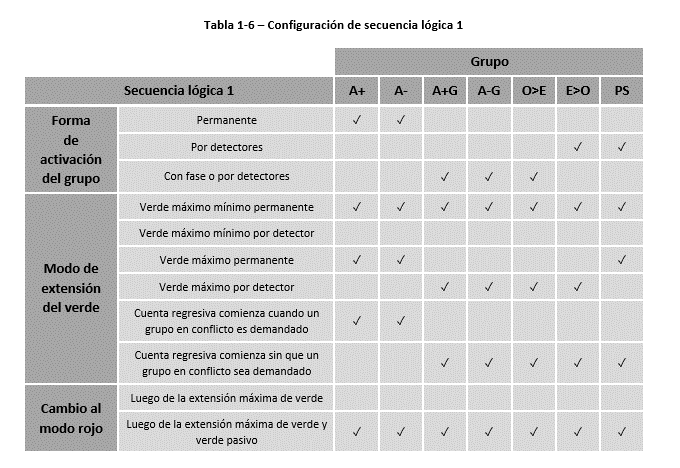 Tabla 1-6 – Configuración de secuencia lógica 1
Grupo
Secuencia lógica 1 A+ A- A+G A-G O>E E>O PS
Forma
de
activación
del grupo
Permanente ✓ ✓
Por detectores ✓ ✓
Con fase o por detectores ✓ ✓ ✓
Modo de
extensión
del verde
Verde máximo mínimo permanente ✓ ✓ ✓ ✓ ✓ ✓ ✓
Verde máximo mínimo por detector
Verde máximo permanente ✓ ✓ ✓
Verde máximo por detector ✓ ✓ ✓ ✓
Cuenta regresiva comienza cuando un
grupo en conflicto es demandado ✓ ✓
Cuenta regresiva comienza sin que un
grupo en conflicto sea demandado ✓ ✓ ✓ ✓ ✓
Cambio al
modo rojo
Luego de la extensión máxima de verde
Luego de la extensión máxima de verde y
verde pasivo ✓ ✓ ✓ ✓ ✓ ✓ ✓